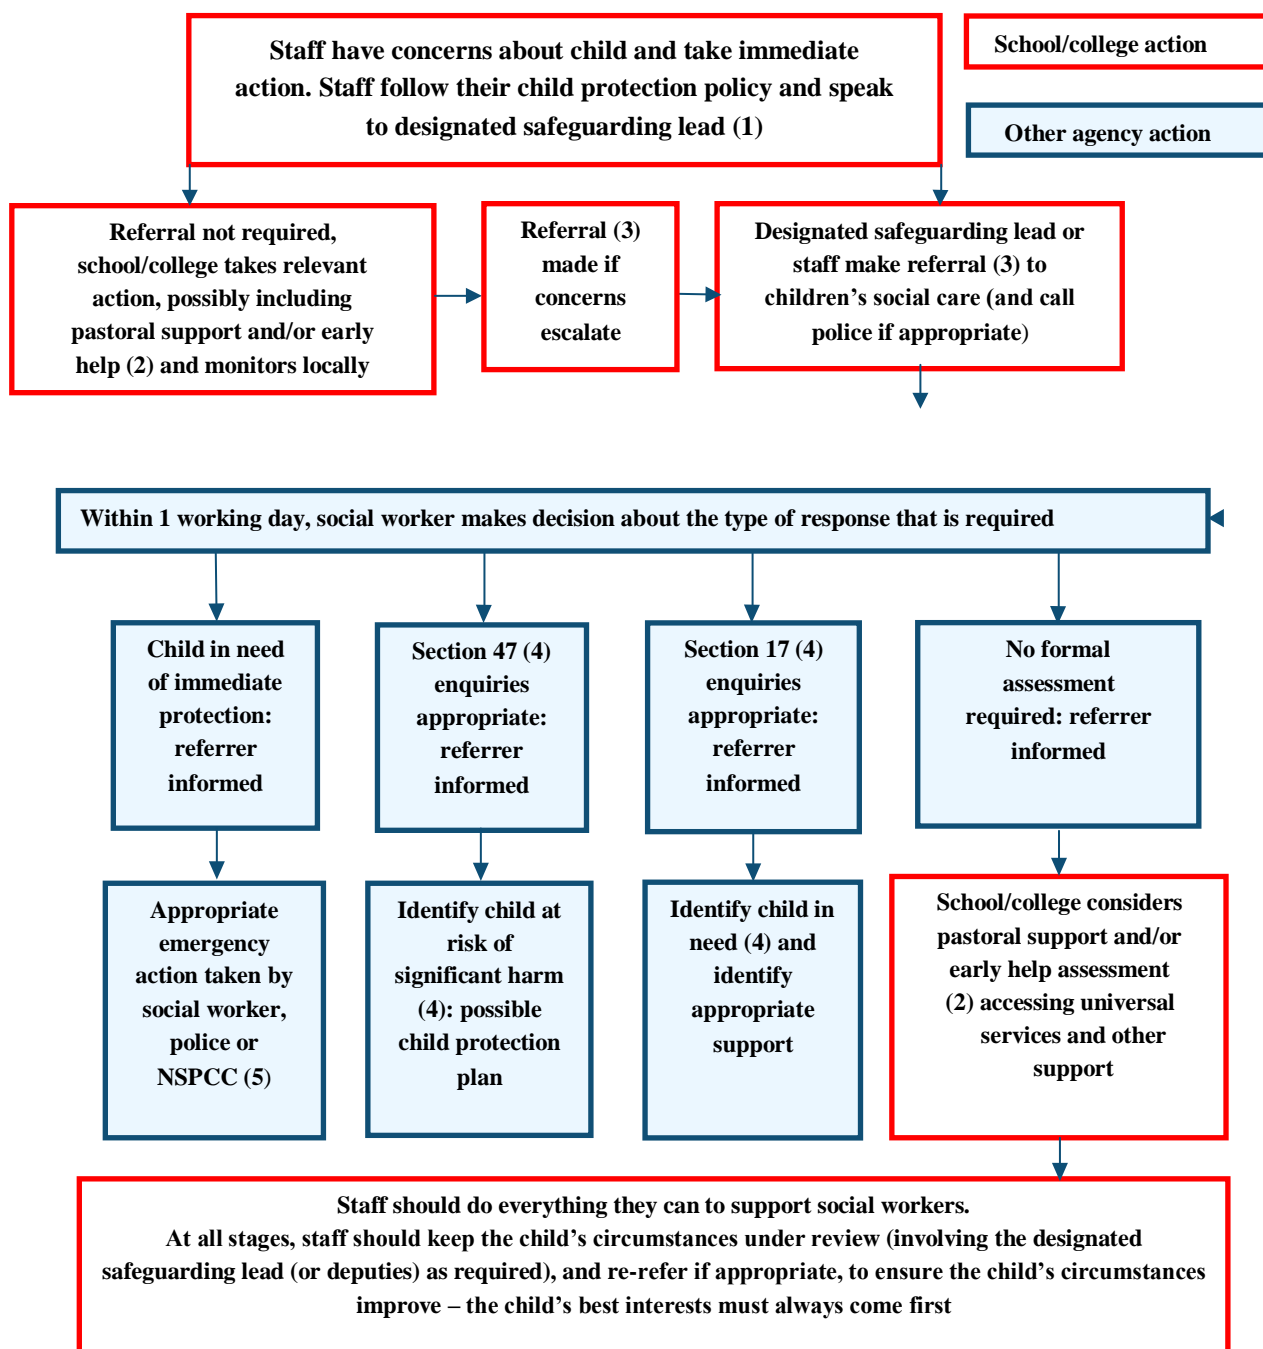 Staff have concerns about child and take immediate
action. Staff follow their child protection policy and speak
to designated safeguarding lead (1)
School/college action
Other agency action
Referral not required,
school/college takes relevant
action, possibly including
pastoral support and/or early
help (2) and monitors locally
Referral (3)
made if
concerns
escalate
Designated safeguarding lead or
staff make referral (3) to
children’s social care (and call
police if appropriate)
Within 1 working day, social worker makes decision about the type of response that is required
Child in need
of immediate
protection:
referrer
informed
Section 47 (4)
enquiries
appropriate:
referrer
informed
Section 17 (4)
enquiries
appropriate:
referrer
informed
No formal
assessment
required: referrer
informed
Appropriate
emergency
action taken by
social worker,
police or
NSPCC (5)
Identify child at
risk of
significant harm
(4): possible
child protection
plan
Identify child in
need (4) and
identify
appropriate
support
School/college considers
pastoral support and/or
early help assessment
(2) accessing universal
services and other
support
Staff should do everything they can to support social workers.
At all stages, staff should keep the child’s circumstances under review (involving the designated
safeguarding lead (or deputies) as required), and re-refer if appropriate, to ensure the child’s circumstances
improve – the child’s best interests must always come first